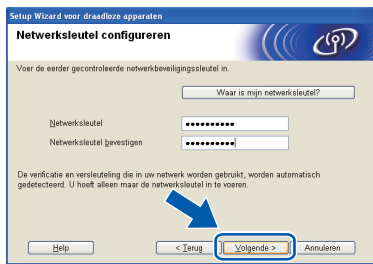 Setup Wizard voor draadloze apparaten
Netwerksleutel configureren
Voer de eerder gecontroleerde netwerkbeveiligingssleutel in.
Waar is mijn netwerksleutel?
Netwerksleutel
●●●●●●●●●●
Netwerksleutel bevestigen
●●●●●●●●●●
De verificatie en versleuteling die in uw netwerk worden gebruikt, worden automatisch
gedetecteerd. U hoeft alleen maar de netwerksleutel in te voeren.
Help
< Terug
Volgende >
Annuleren